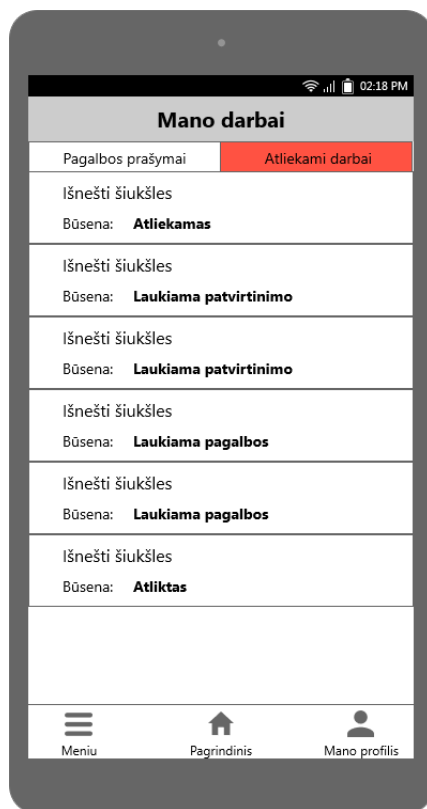 02:18 PM
Mano darbai
Pagalbos prašymai Atliekami darbai
Išnešti šiukšles
Būsena: Atliekamas
Išnešti šiukšles
Būsena: Laukiama patvirtinimo
Išnešti šiukšles
Būsena: Laukiama patvirtinimo
Išnešti šiukšles
Būsena: Laukiama pagalbos
Išnešti šiukšles
Būsena: Laukiama pagalbos
Išnešti šiukšles
Būsena: Atliktas
Meniu Pagrindinis Mano profilis